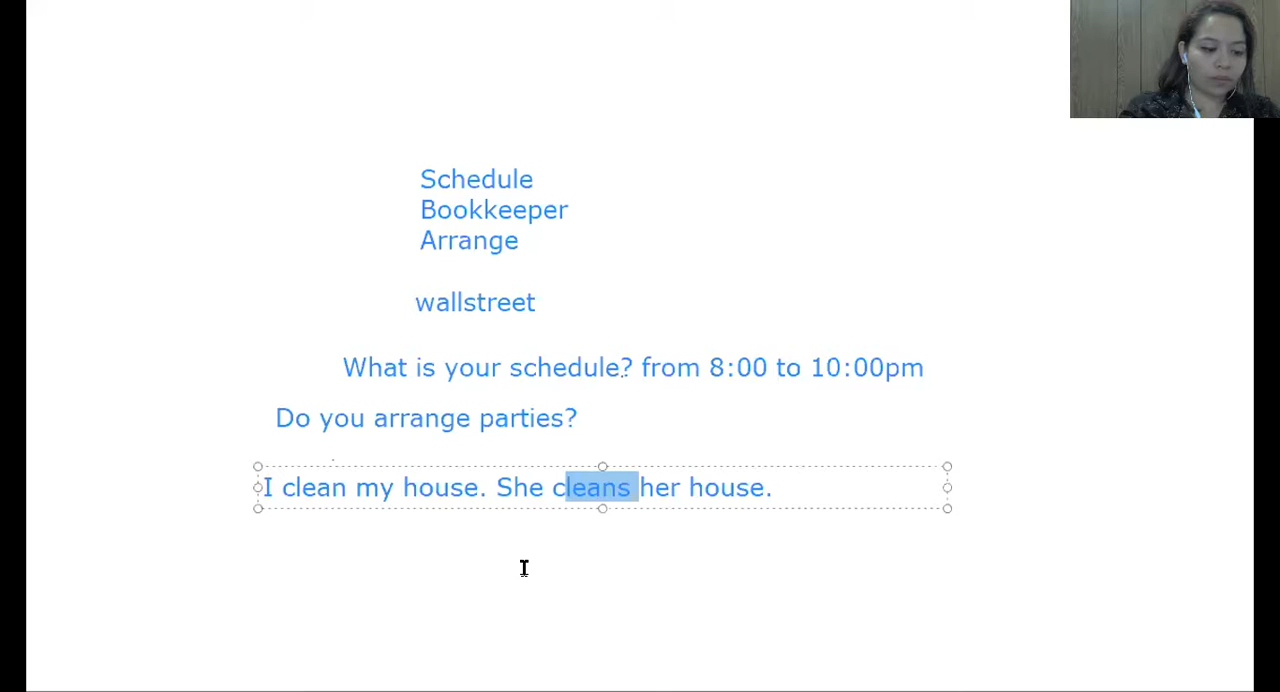 Schedule
Bookkeeper
Arrange
wallstreet
What is your schedule? from 8:00 to 10:00pm
Do you arrange parties?
I clean my house. She cleans her house.